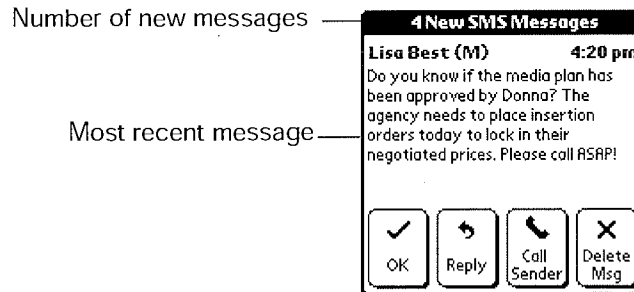 Number of new messages
4 New SMS Messages
Lisa Best (M) 4:20 pm
Do you know if the media plan has
been approved by Donna? The
agency needs to place insertion
orders today to lock in their
negotiated prices. Please call ASAP!
Most recent message
OK
Reply
Call
Sender
Delete
Msg